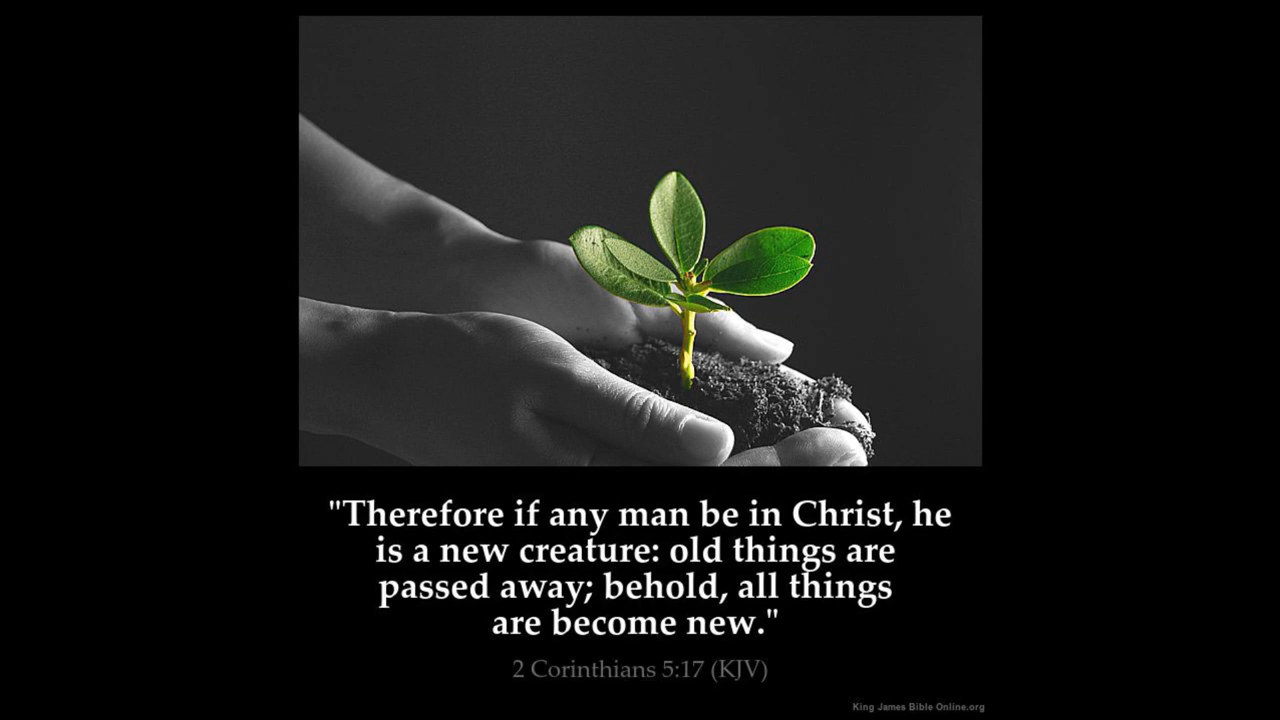 "Therefore if any man be in Christ, he
is a new creature: old things are
passed away; behold, all things
are become new."
2 Corinthians 5:17 (KJV)
King James Bible Online.org